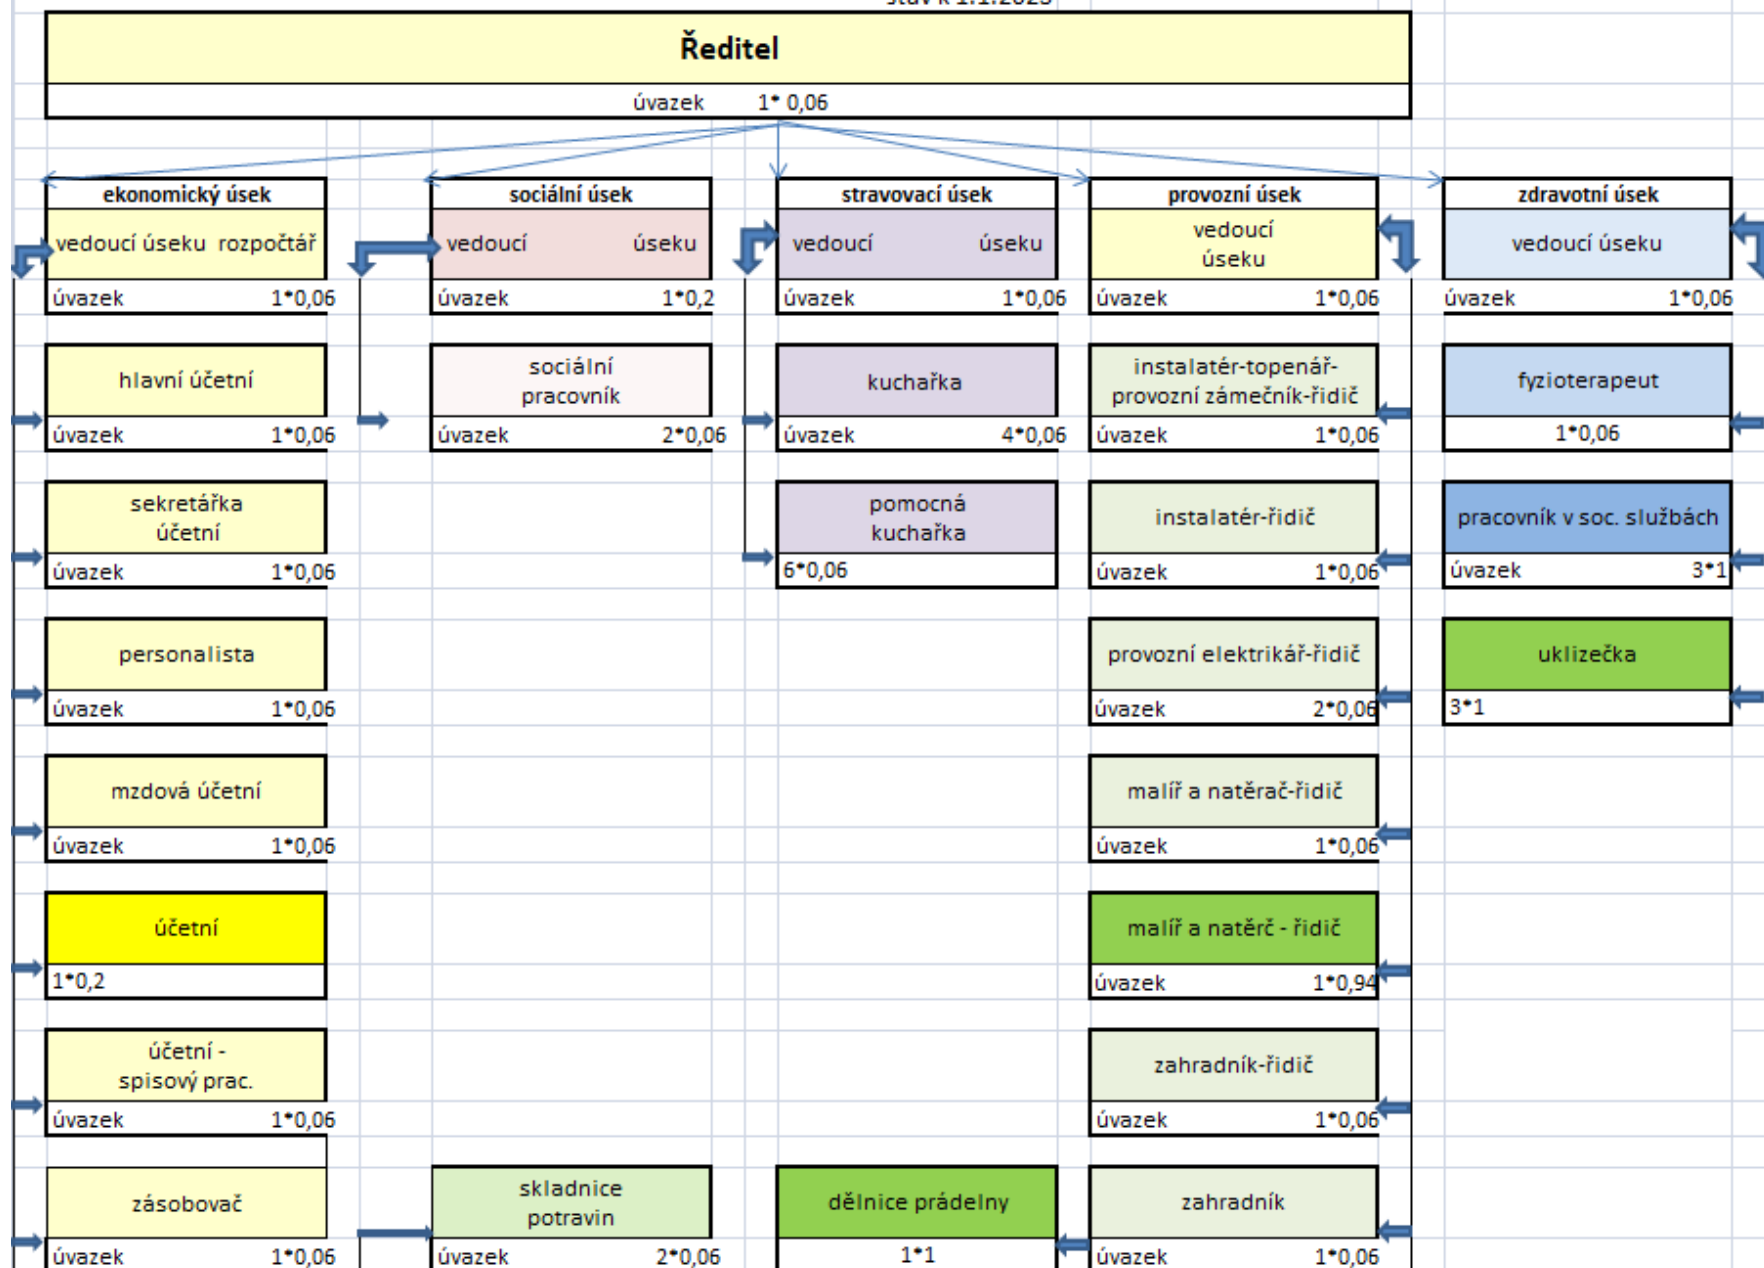 stav k 1.1.2023
Ředitel
úvazek 1* 0,06
ekonomický úsek
vedoucí úseku rozpočtář
úvazek 1*0,06
hlavní účetní
úvazek 1*0,06
sekretářka
účetní
úvazek 1*0,06
personalista
úvazek 1*0,06
mzdová účetní
úvazek 1*0,06
účetní
1*0,2
účetní -
spisový prac.
úvazek 1*0,06
zásobovač
úvazek 1*0,06
sociální úsek
vedoucí úseku
úvazek 1*0,2
sociální
pracovník
úvazek 2*0,06
skladnice
potravin
úvazek 2*0,06
stravovací úsek
vedoucí úseku
úvazek 1*0,06
kuchařka
úvazek 4*0,06
pomocná
kuchařka
6*0,06
dělnice prádelny
1*1
provozní úsek
vedoucí
úseku
úvazek 1*0,06
instalatér-topenář-
provozní zámečník-řidič
úvazek 1*0,06
instalatér-řidič
úvazek 1*0,06
provozní elektrikář-řidič
úvazek 2*0,06
malíř a natěrač-řidič
úvazek 1*0,06
malíř a natěrč - řidič
úvazek 1*0,94
zahradník-řidič
úvazek 1*0,06
zahradník
úvazek 1*0,06
zdravotní úsek
vedoucí úseku
úvazek 1*0,06
fyzioterapeut
1*0,06
pracovník v soc. službách
úvazek 3*1
uklizečka
3*1